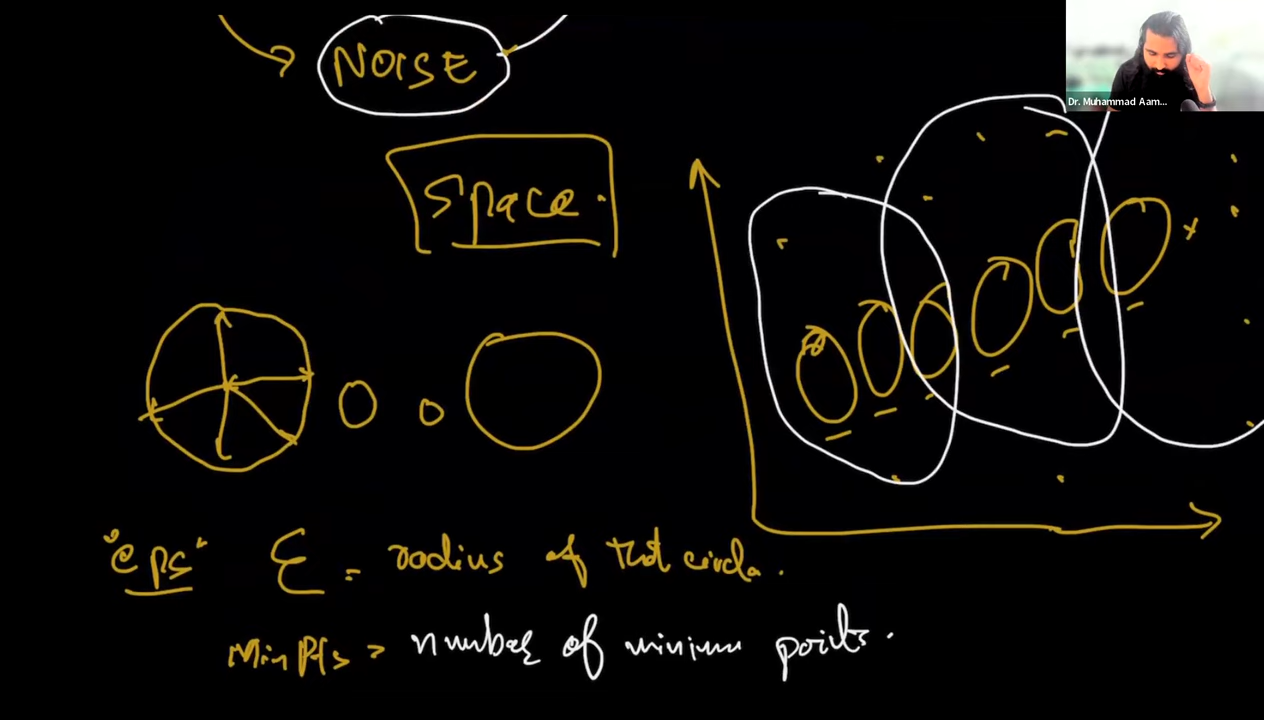 NOISE
Dr. Muhammad Aam...
Space.
"eps" Ɛ = radius of that circle.
MinPts = number of minimum points.